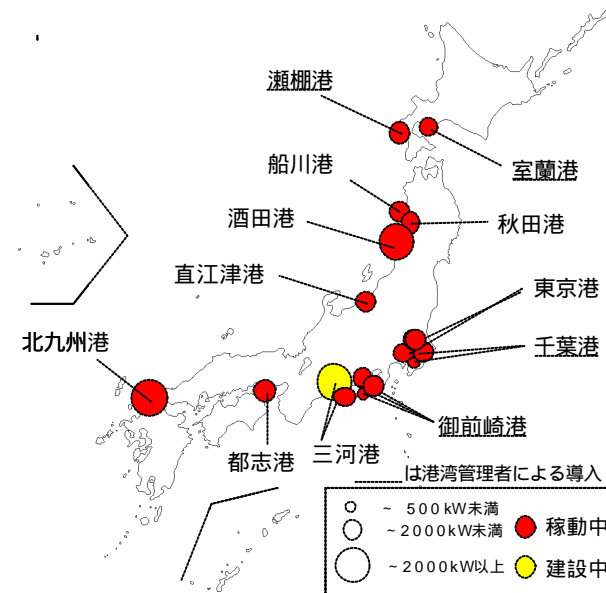 瀬棚港
室蘭港
船川港
秋田港
酒田港
直江津港
東京港
千葉港
北九州港
御前崎港
三河港
都志港
は港湾管理者による導入
~ 500kW未満
~2000kW未満
稼動中
~2000kW以上
建設中